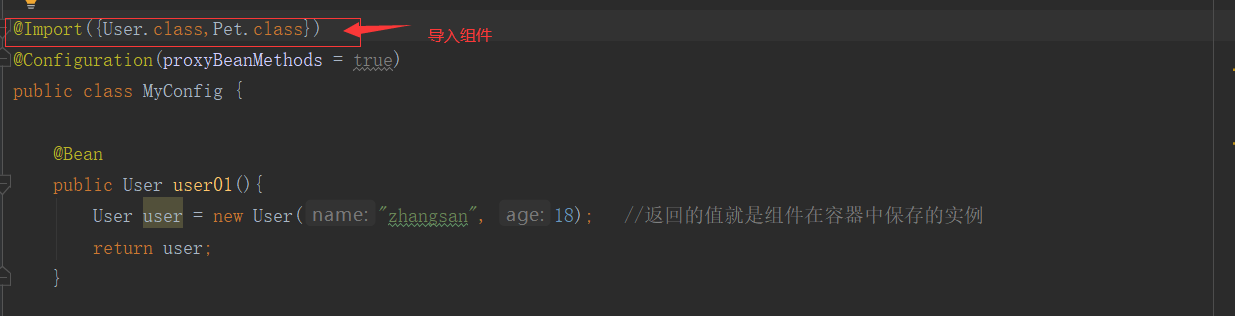 @Import({User.class,Pet.class}) 导入组件
@Configuration(proxyBeanMethods = true)
public class MyConfig {
@Bean
public User user01(){
User user = new User( name: "zhangsan", age: 18); //返回的值就是组件在容器中保存的实例
return user;
}